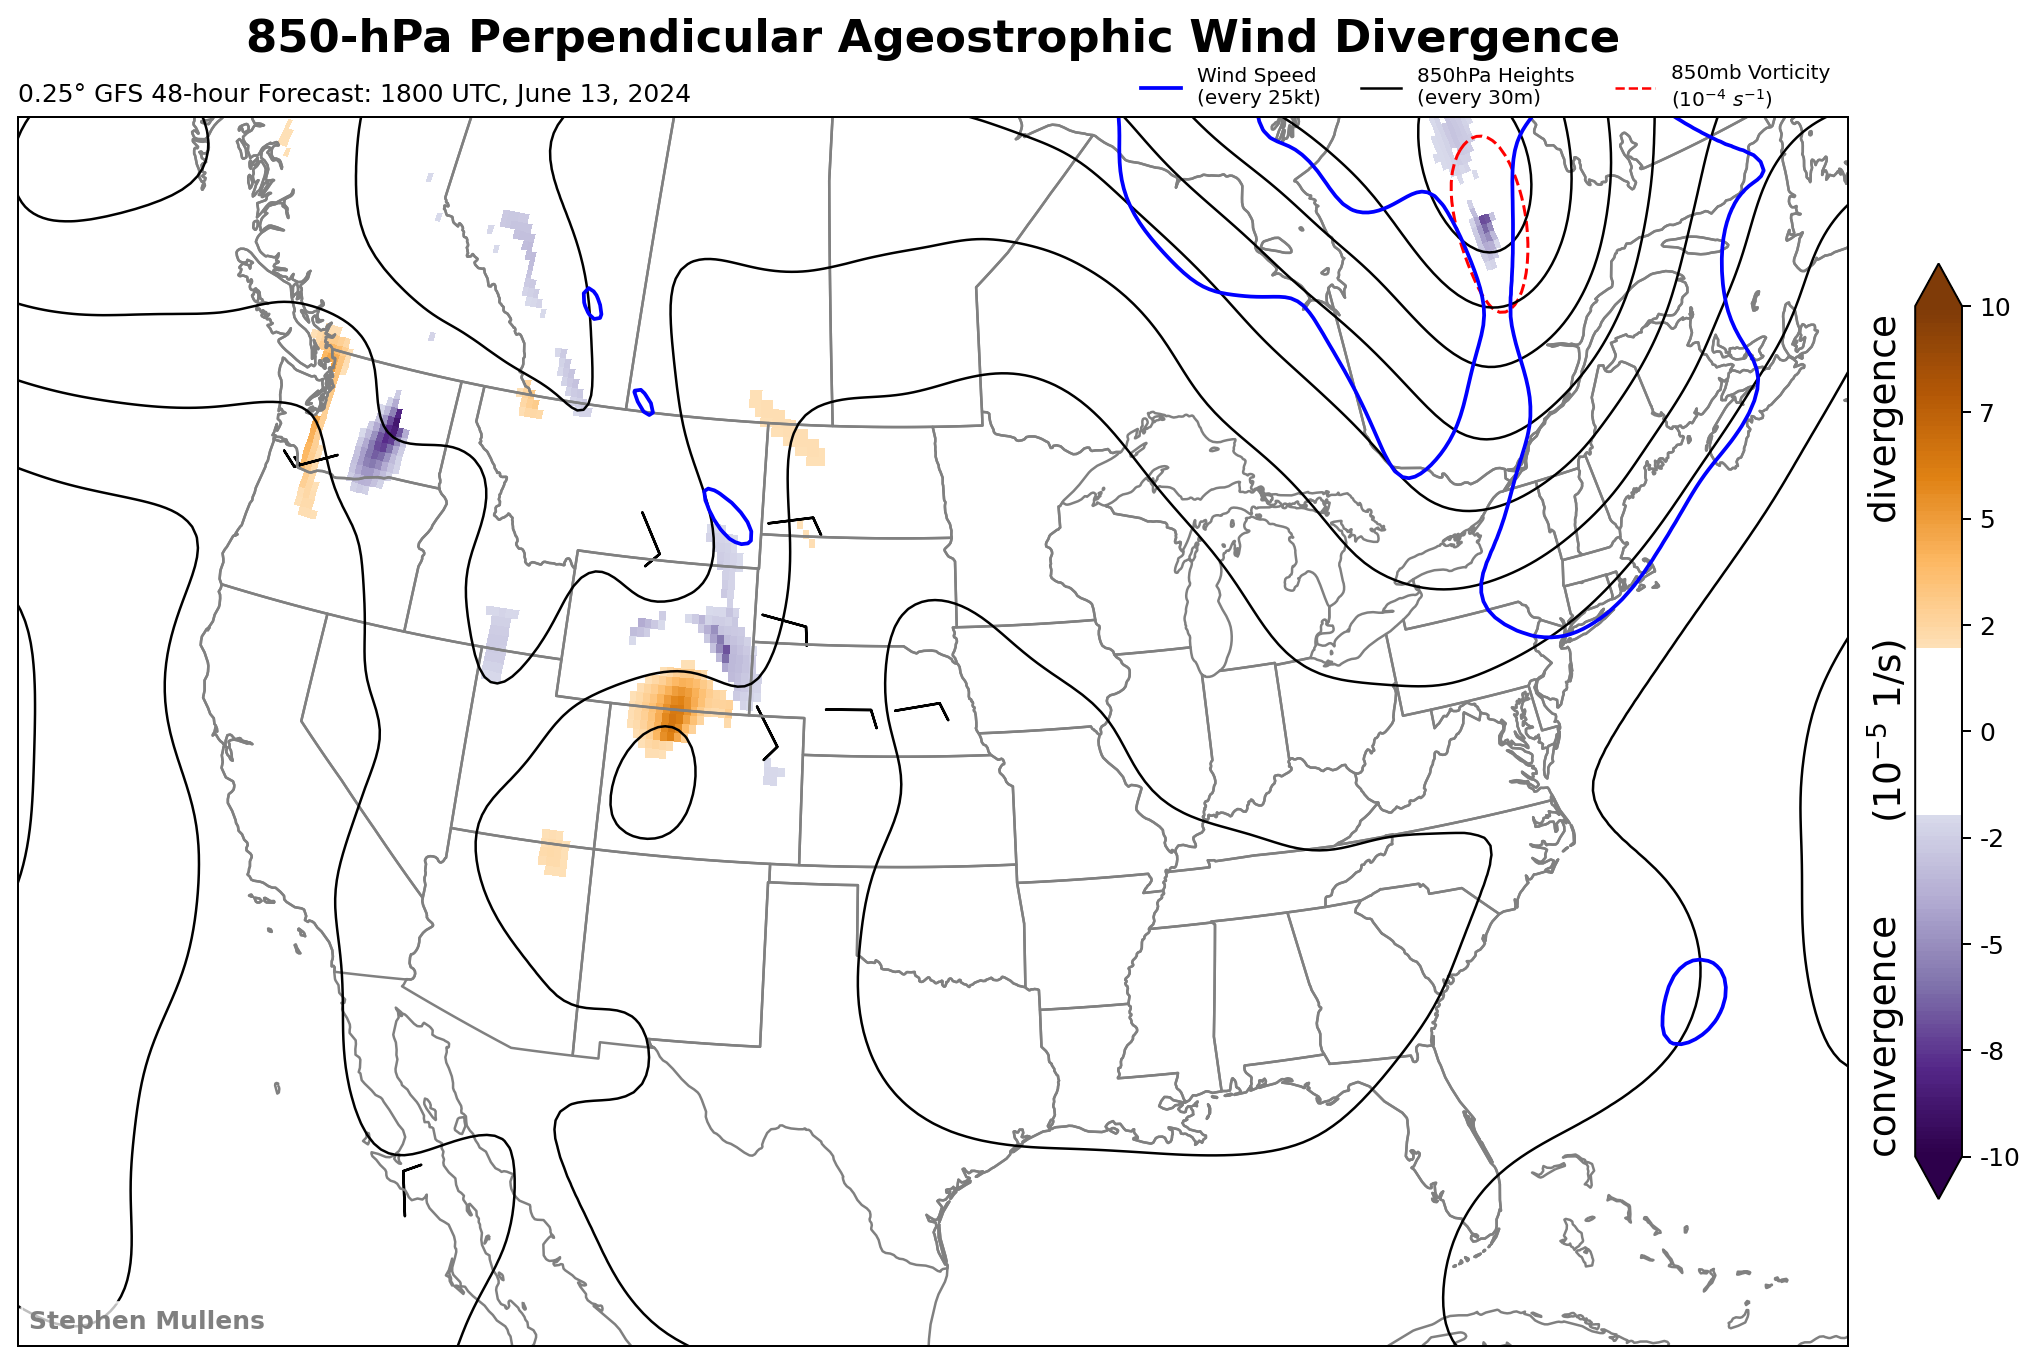 850-hPa Perpendicular Ageostrophic Wind Divergence
0.25° GFS 48-hour Forecast: 1800 UTC, June 13, 2024
Wind Speed
(every 25kt)
850hPa Heights
(every 30m)
850mb Vorticity
(10⁻⁴ s⁻¹)
10
7
5
2
0
-2
-5
-8
-10
convergence (10⁻⁵ 1/s) divergence
Stephen Mullens